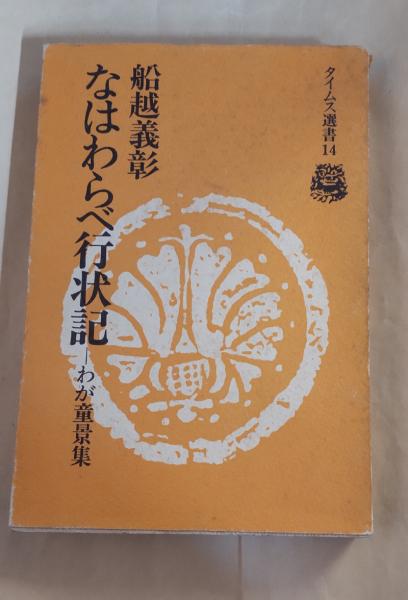 タイムス選書14
船越義彰
なはわらべ行状記
―わが童景集